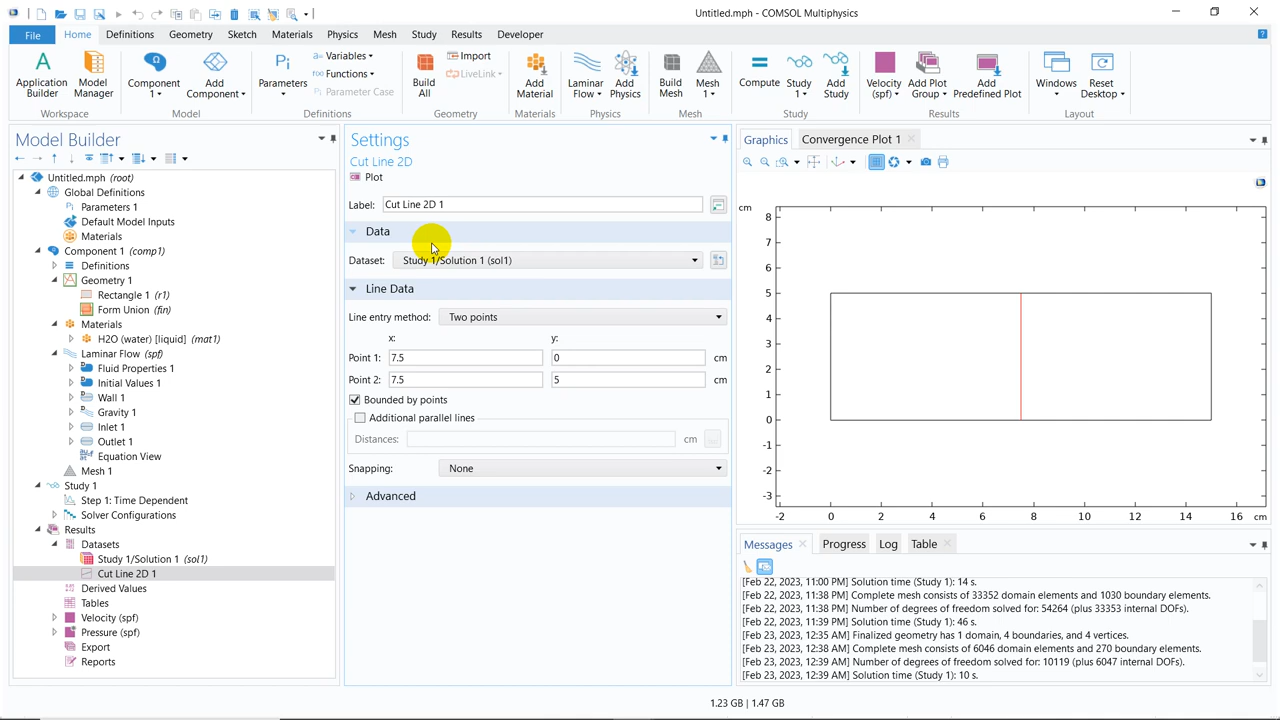 Untitled.mph - COMSOL Multiphysics
File Home Definitions Geometry Sketch Materials Physics Mesh Study Results Developer
Application Builder
Model Manager
Workspace
Component 1
Add Component
Model
Parameters
a= Variables
f(x) Functions
Pi Parameter Case
Definitions
Build All
Import
LiveLink
Geometry
Add Material
Materials
Laminar Flow
Add Physics
Physics
Build Mesh
Mesh 1
Mesh
Compute
Study 1
Add Study
Study
Velocity (spf)
Add Plot Group
Add Predefined Plot
Results
Windows
Reset Desktop
Layout
Model Builder
Untitled.mph (root)
Global Definitions
Pi Parameters 1
Default Model Inputs
Materials
Component 1 (comp1)
Definitions
Geometry 1
Rectangle 1 (r1)
Form Union (fin)
Materials
H2O (water) [liquid] (mat1)
Laminar Flow (spf)
Fluid Properties 1
Initial Values 1
Wall 1
Gravity 1
Inlet 1
Outlet 1
Equation View
Mesh 1
Study 1
Step 1: Time Dependent
Solver Configurations
Results
Datasets
Study 1/Solution 1 (sol1)
Cut Line 2D 1
Derived Values
Tables
Velocity (spf)
Pressure (spf)
Export
Reports
Settings
Cut Line 2D
Plot
Label: Cut Line 2D 1
Data
Dataset: Study 1/Solution 1 (sol1)
Line Data
Line entry method: Two points
x: y:
Point 1: 7.5 0 cm
Point 2: 7.5 5 cm
Bounded by points
Additional parallel lines
Distances: cm
Snapping: None
Advanced
Graphics Convergence Plot 1
cm
8
7
6
5
4
3
2
1
0
-1
-2
-3
-2 0 2 4 6 8 10 12 14 16 cm
Messages Progress Log Table
[Feb 22, 2023, 11:00 PM] Solution time (Study 1): 14 s.
[Feb 22, 2023, 11:38 PM] Complete mesh consists of 33352 domain elements and 1030 boundary elements.
[Feb 22, 2023, 11:38 PM] Number of degrees of freedom solved for: 54264 (plus 33353 internal DOFs).
[Feb 22, 2023, 11:39 PM] Solution time (Study 1): 46 s.
[Feb 23, 2023, 12:35 AM] Finalized geometry has 1 domain, 4 boundaries, and 4 vertices.
[Feb 23, 2023, 12:38 AM] Complete mesh consists of 6046 domain elements and 270 boundary elements.
[Feb 23, 2023, 12:39 AM] Number of degrees of freedom solved for: 10119 (plus 6047 internal DOFs).
[Feb 23, 2023, 12:39 AM] Solution time (Study 1): 10 s.
1.23 GB | 1.47 GB